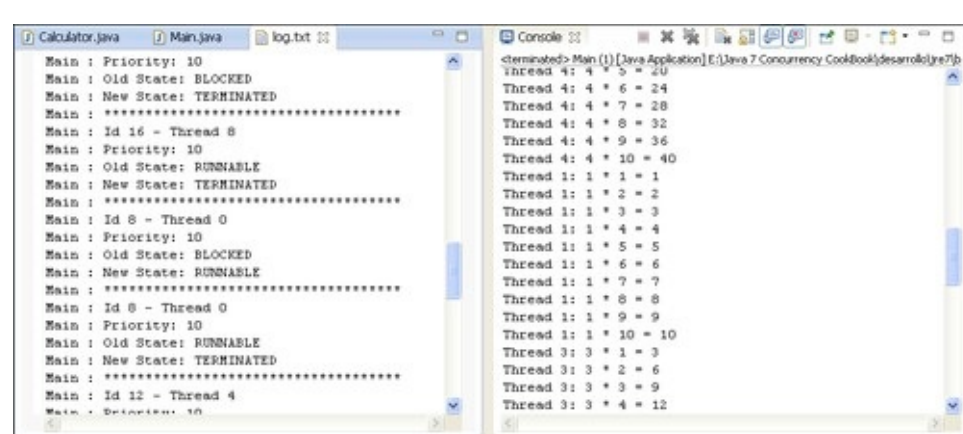 Calculator.java Main.java log.txt
Main : Priority: 10
Main : Old State: BLOCKED
Main : New State: TERMINATED
Main : ************************************
Main : Id 16 - Thread 8
Main : Priority: 10
Main : Old State: RUNNABLE
Main : New State: TERMINATED
Main : ************************************
Main : Id 8 - Thread 0
Main : Priority: 10
Main : Old State: BLOCKED
Main : New State: RUNNABLE
Main : ************************************
Main : Id 8 - Thread 0
Main : Priority: 10
Main : Old State: RUNNABLE
Main : New State: TERMINATED
Main : ************************************
Main : Id 12 - Thread 4
Main : Priority: 10
Console
<terminated> Main (1) [Java Application] E:\Java 7 Concurrency CookBook\desarrollo\jre7\b
Thread 4: 4 * 5 = 20
Thread 4: 4 * 6 = 24
Thread 4: 4 * 7 = 28
Thread 4: 4 * 8 = 32
Thread 4: 4 * 9 = 36
Thread 4: 4 * 10 = 40
Thread 1: 1 * 1 = 1
Thread 1: 1 * 2 = 2
Thread 1: 1 * 3 = 3
Thread 1: 1 * 4 = 4
Thread 1: 1 * 5 = 5
Thread 1: 1 * 6 = 6
Thread 1: 1 * 7 = 7
Thread 1: 1 * 8 = 8
Thread 1: 1 * 9 = 9
Thread 1: 1 * 10 = 10
Thread 3: 3 * 1 = 3
Thread 3: 3 * 2 = 6
Thread 3: 3 * 3 = 9
Thread 3: 3 * 4 = 12